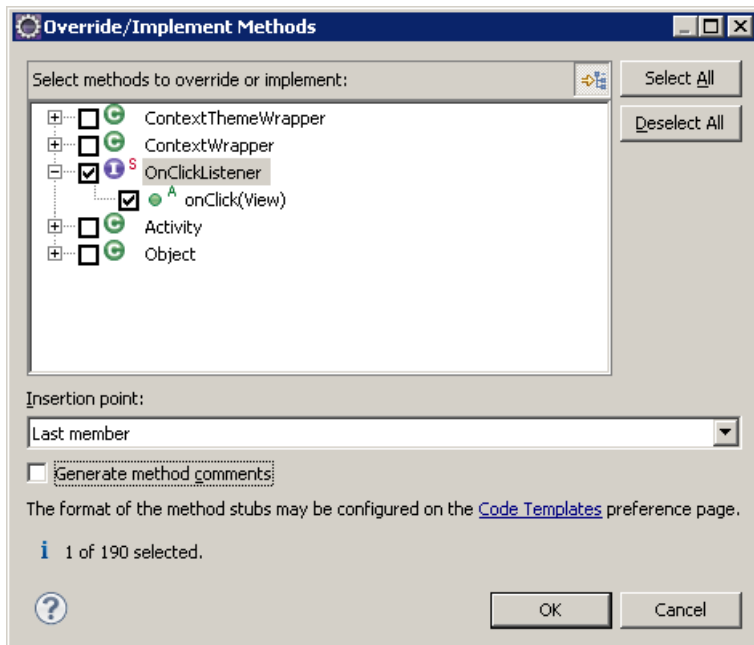 Override/Implement Methods
Select methods to override or implement:
Select All
Deselect All
C ContextThemeWrapper
C ContextWrapper
I S OnClickListener
A onClick(View)
C Activity
C Object
Insertion point:
Last member
Generate method comments
The format of the method stubs may be configured on the Code Templates preference page.
i 1 of 190 selected.
?
OK
Cancel